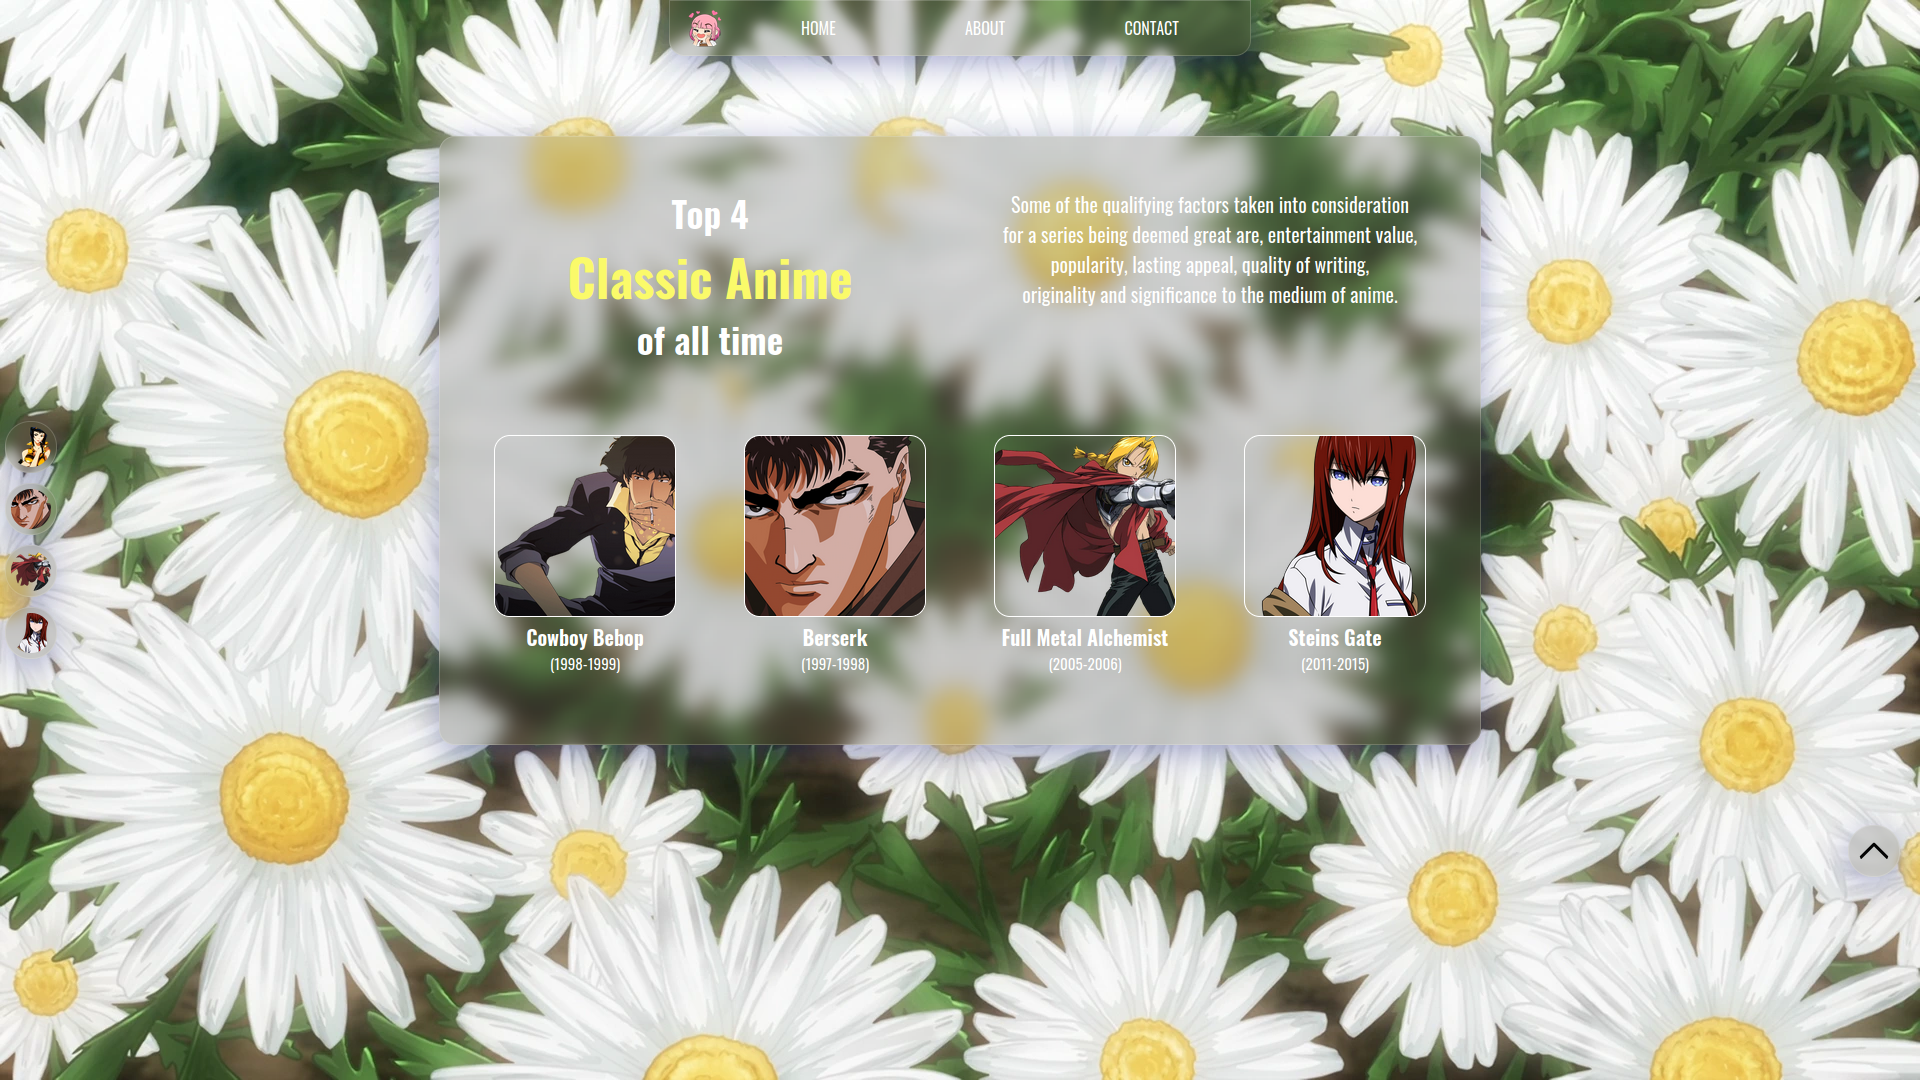 HOME
ABOUT
CONTACT
Top 4
Classic Anime
of all time
Some of the qualifying factors taken into consideration
for a series being deemed great are, entertainment value,
popularity, lasting appeal, quality of writing,
originality and significance to the medium of anime.
Cowboy Bebop
(1998-1999)
Berserk
(1997-1998)
Full Metal Alchemist
(2005-2006)
Steins Gate
(2011-2015)